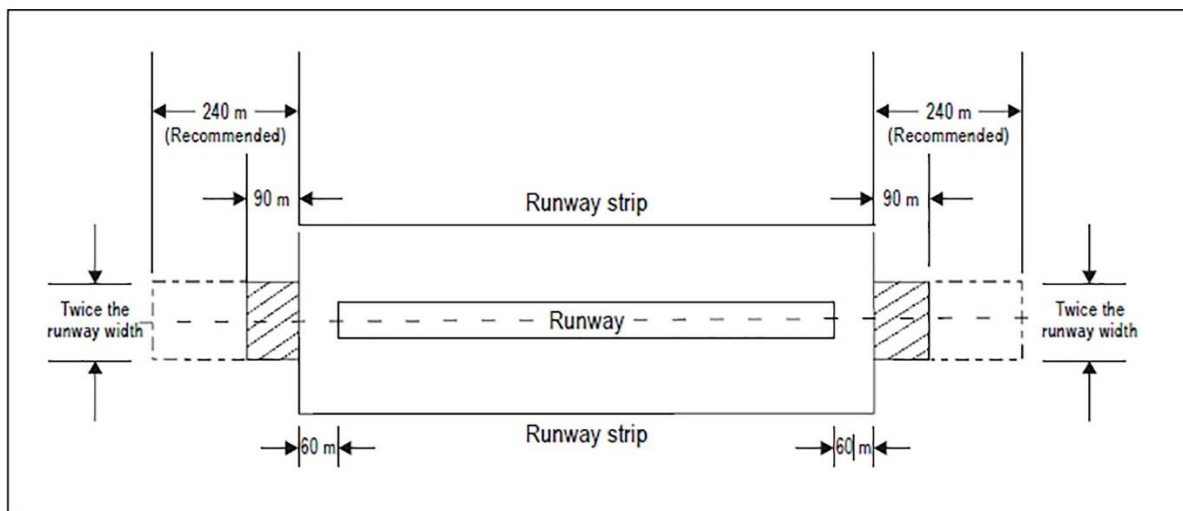 240 m
(Recommended)
240 m
(Recommended)
90 m
90 m
Runway strip
Twice the
runway width
Runway
Twice the
runway width
Runway strip
60 m
60 m